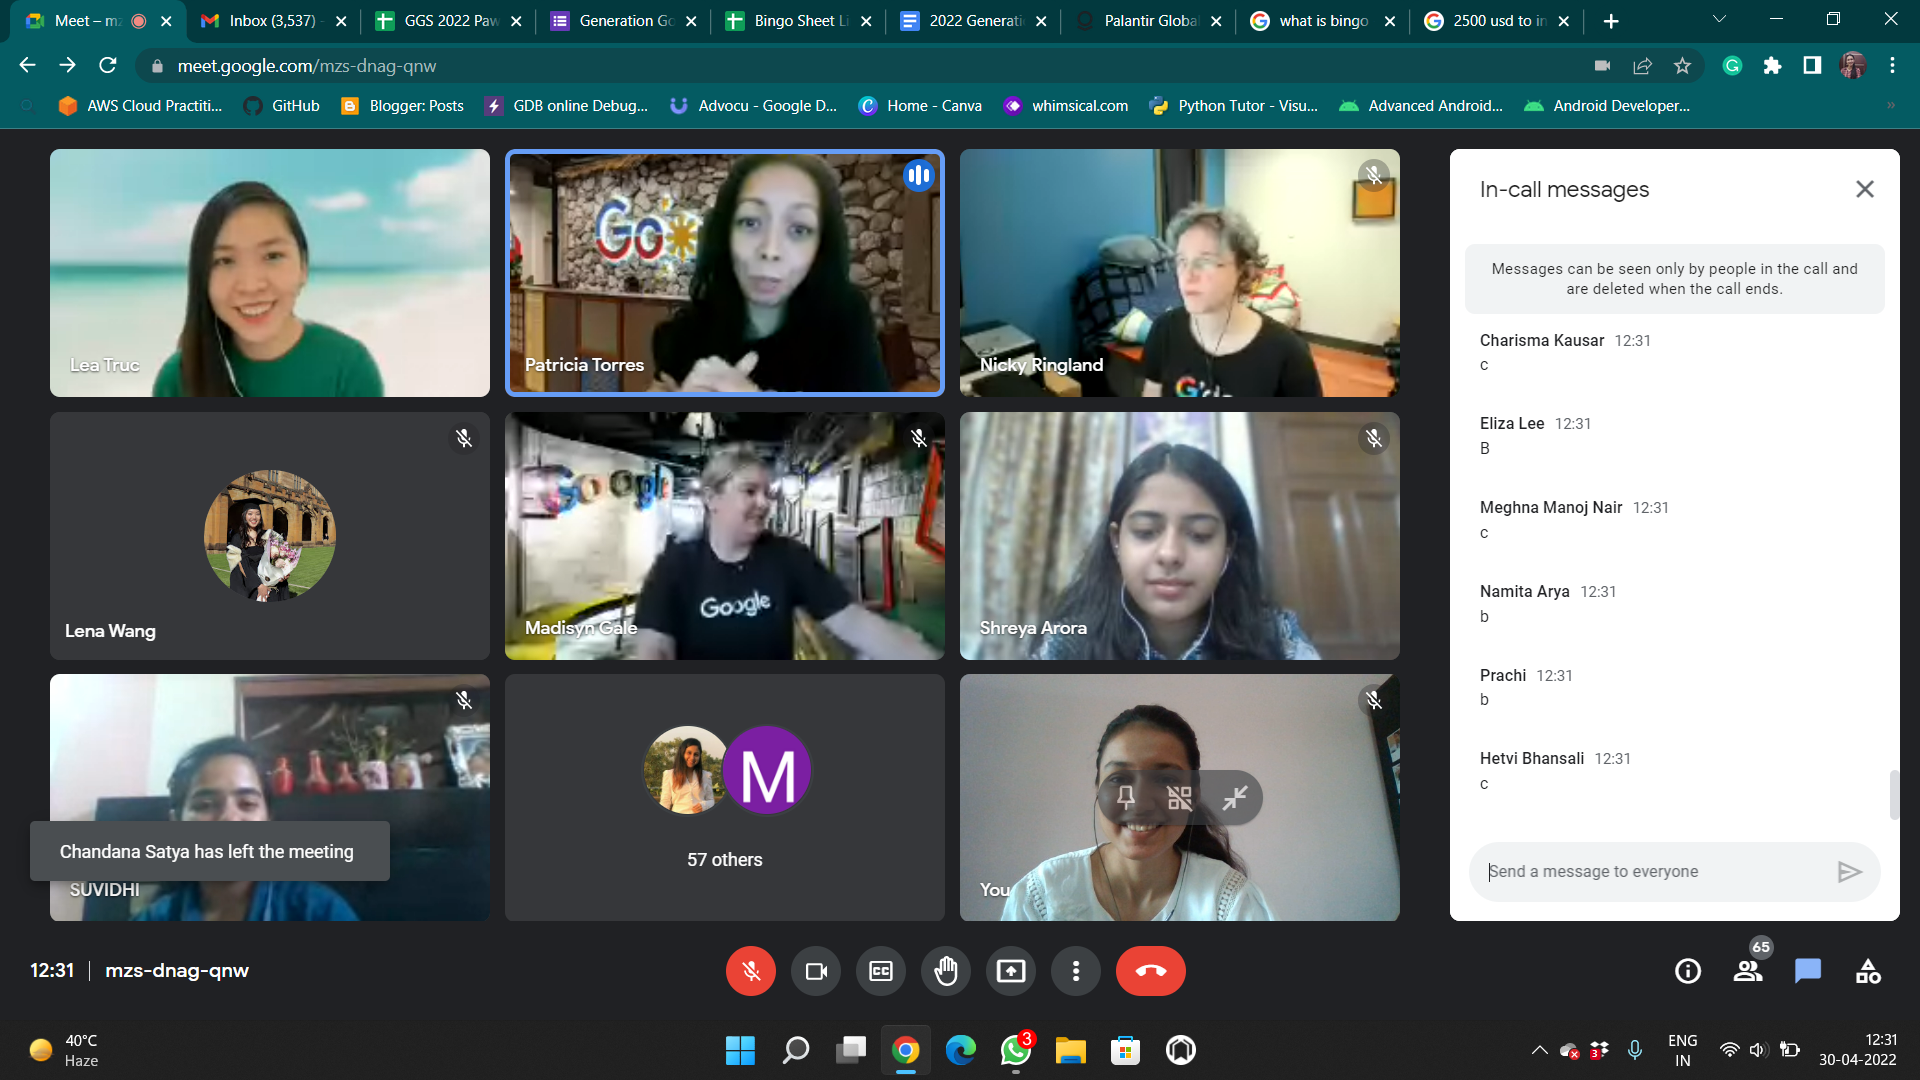 Meet – mz
Inbox (3,537) -
GGS 2022 Paw
Generation Go
Bingo Sheet Li
2022 Generati
Palantir Global
what is bingo
2500 usd to in
meet.google.com/mzs-dnag-qnw
AWS Cloud Practiti...
GitHub
Blogger: Posts
GDB online Debug...
Advocu - Google D...
Home - Canva
whimsical.com
Python Tutor - Visu...
Advanced Android...
Android Developer...
Lea Truc
Patricia Torres
Nicky Ringland
Lena Wang
Google
Google
Madisyn Gale
Shreya Arora
Chandana Satya has left the meeting
SUVIDHI
M
57 others
You
In-call messages
Messages can be seen only by people in the call and
are deleted when the call ends.
Charisma Kausar 12:31
c
Eliza Lee 12:31
B
Meghna Manoj Nair 12:31
c
Namita Arya 12:31
b
Prachi 12:31
b
Hetvi Bhansali 12:31
c
Send a message to everyone
12:31 | mzs-dnag-qnw
CC
65
40°C
Haze
3
3
ENG
IN
12:31
30-04-2022